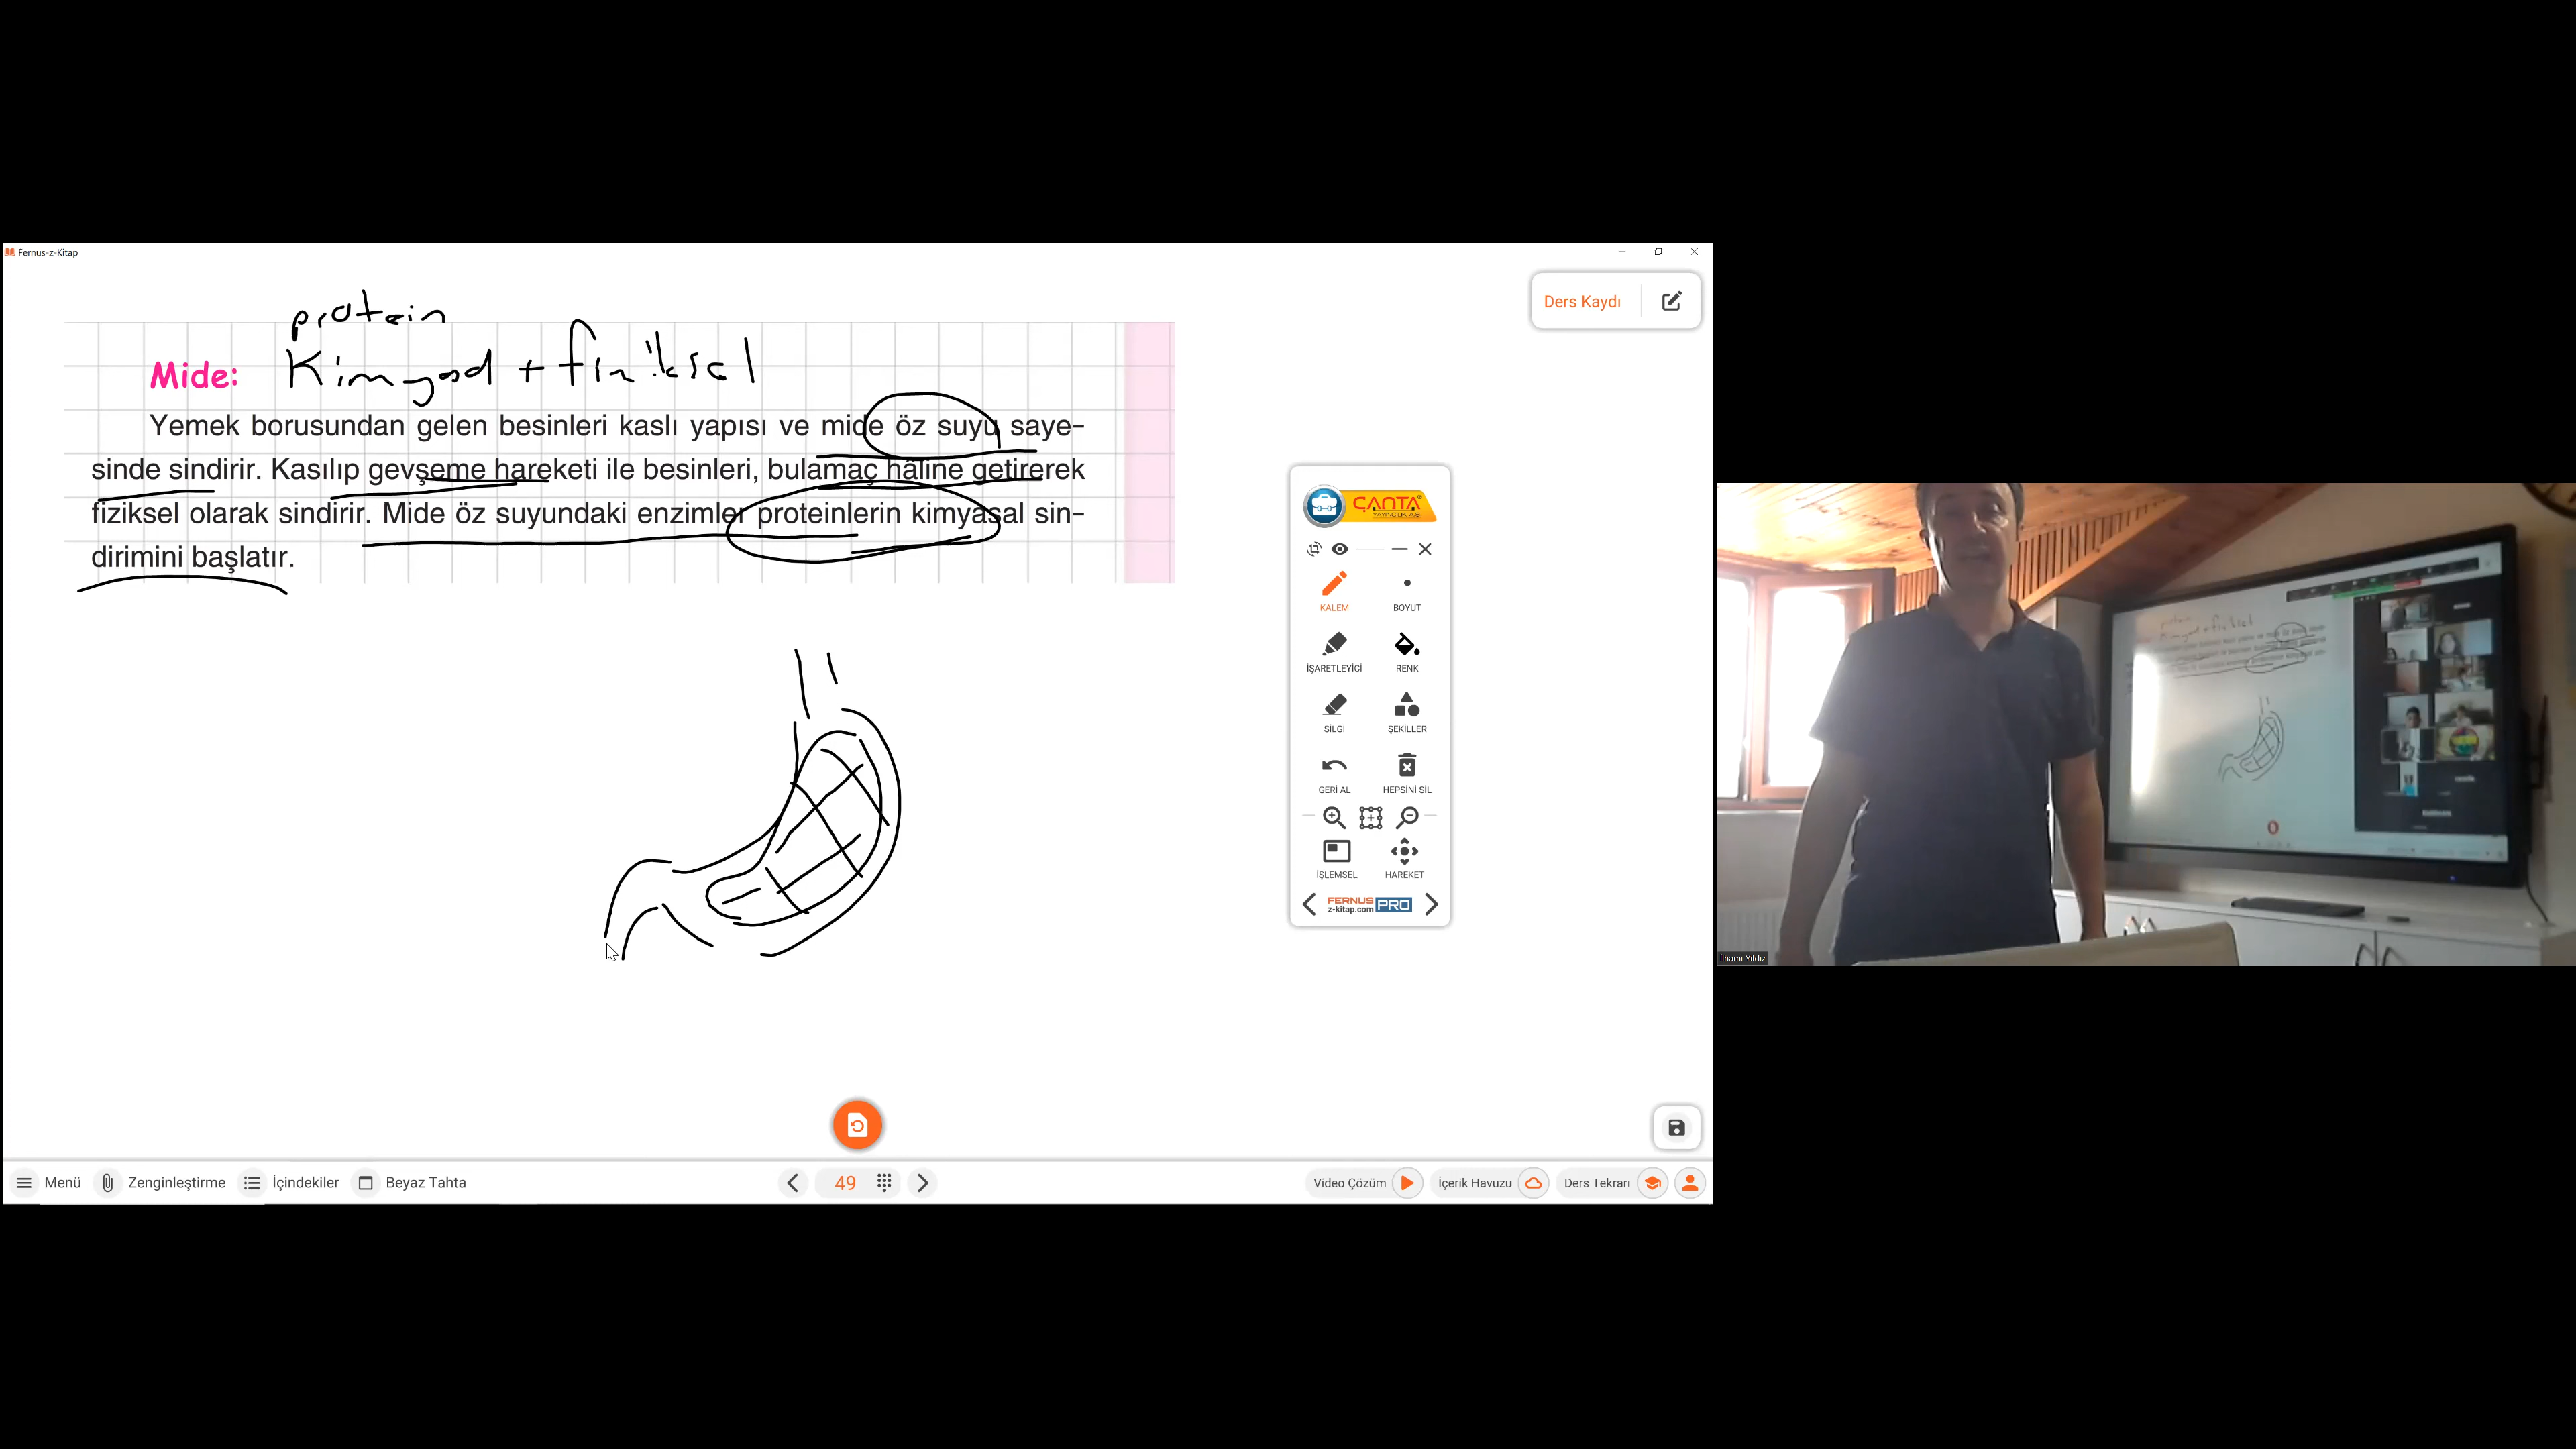 Fernus-z-Kitap
Ders Kaydı
protein
Kimyasal + fiziksel
Mide:
Yemek borusundan gelen besinleri kaslı yapısı ve mide öz suyu saye-
sinde sindirir. Kasılıp gevşeme hareketi ile besinleri, bulamaç hâline getirerek
fiziksel olarak sindirir. Mide öz suyundaki enzimler proteinlerin kimyasal sin-
dirimini başlatır.
ÇANTA
YAYINCILIK A.Ş.
KALEM
BOYUT
İŞARETLEYİCİ
RENK
SİLGİ
ŞEKİLLER
GERİ AL
HEPSİNİ SİL
İŞLEMSEL
HAREKET
FERNUS
z-kitap.com PRO
İlhami Yıldız
Menü
Zenginleştirme
İçindekiler
Beyaz Tahta
49
Video Çözüm
İçerik Havuzu
Ders Tekrarı